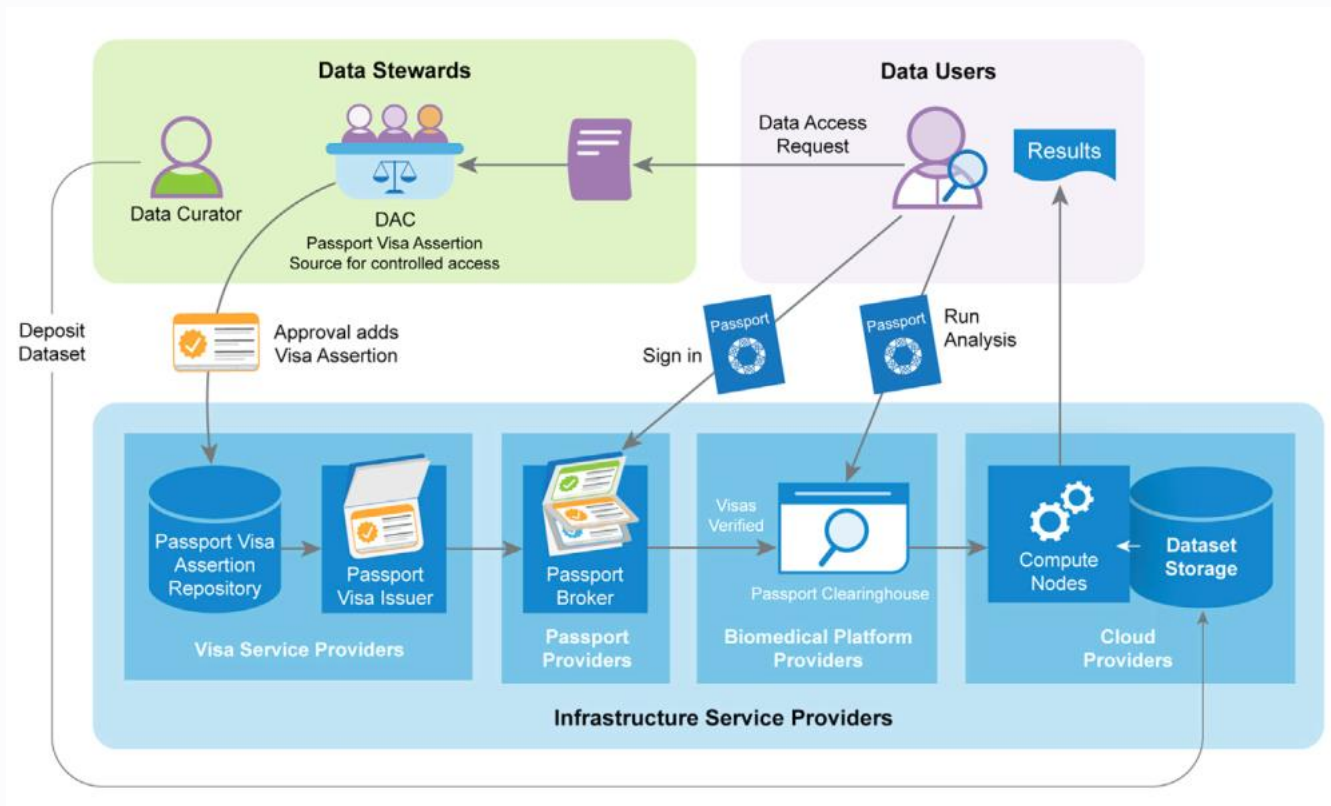 Data Stewards
Data Users
Data Access
Request
Results
Data Curator
DAC
Passport Visa Assertion
Source for controlled access
Deposit
Dataset
Approval adds
Visa Assertion
Sign in
Passport
Passport
Run
Analysis
Passport Visa
Assertion
Repository
Passport
Visa Issuer
Visa Service Providers
Passport
Broker
Passport
Providers
Visas
Verified
Passport Clearinghouse
Biomedical Platform
Providers
Compute
Nodes
Dataset
Storage
Cloud
Providers
Infrastructure Service Providers